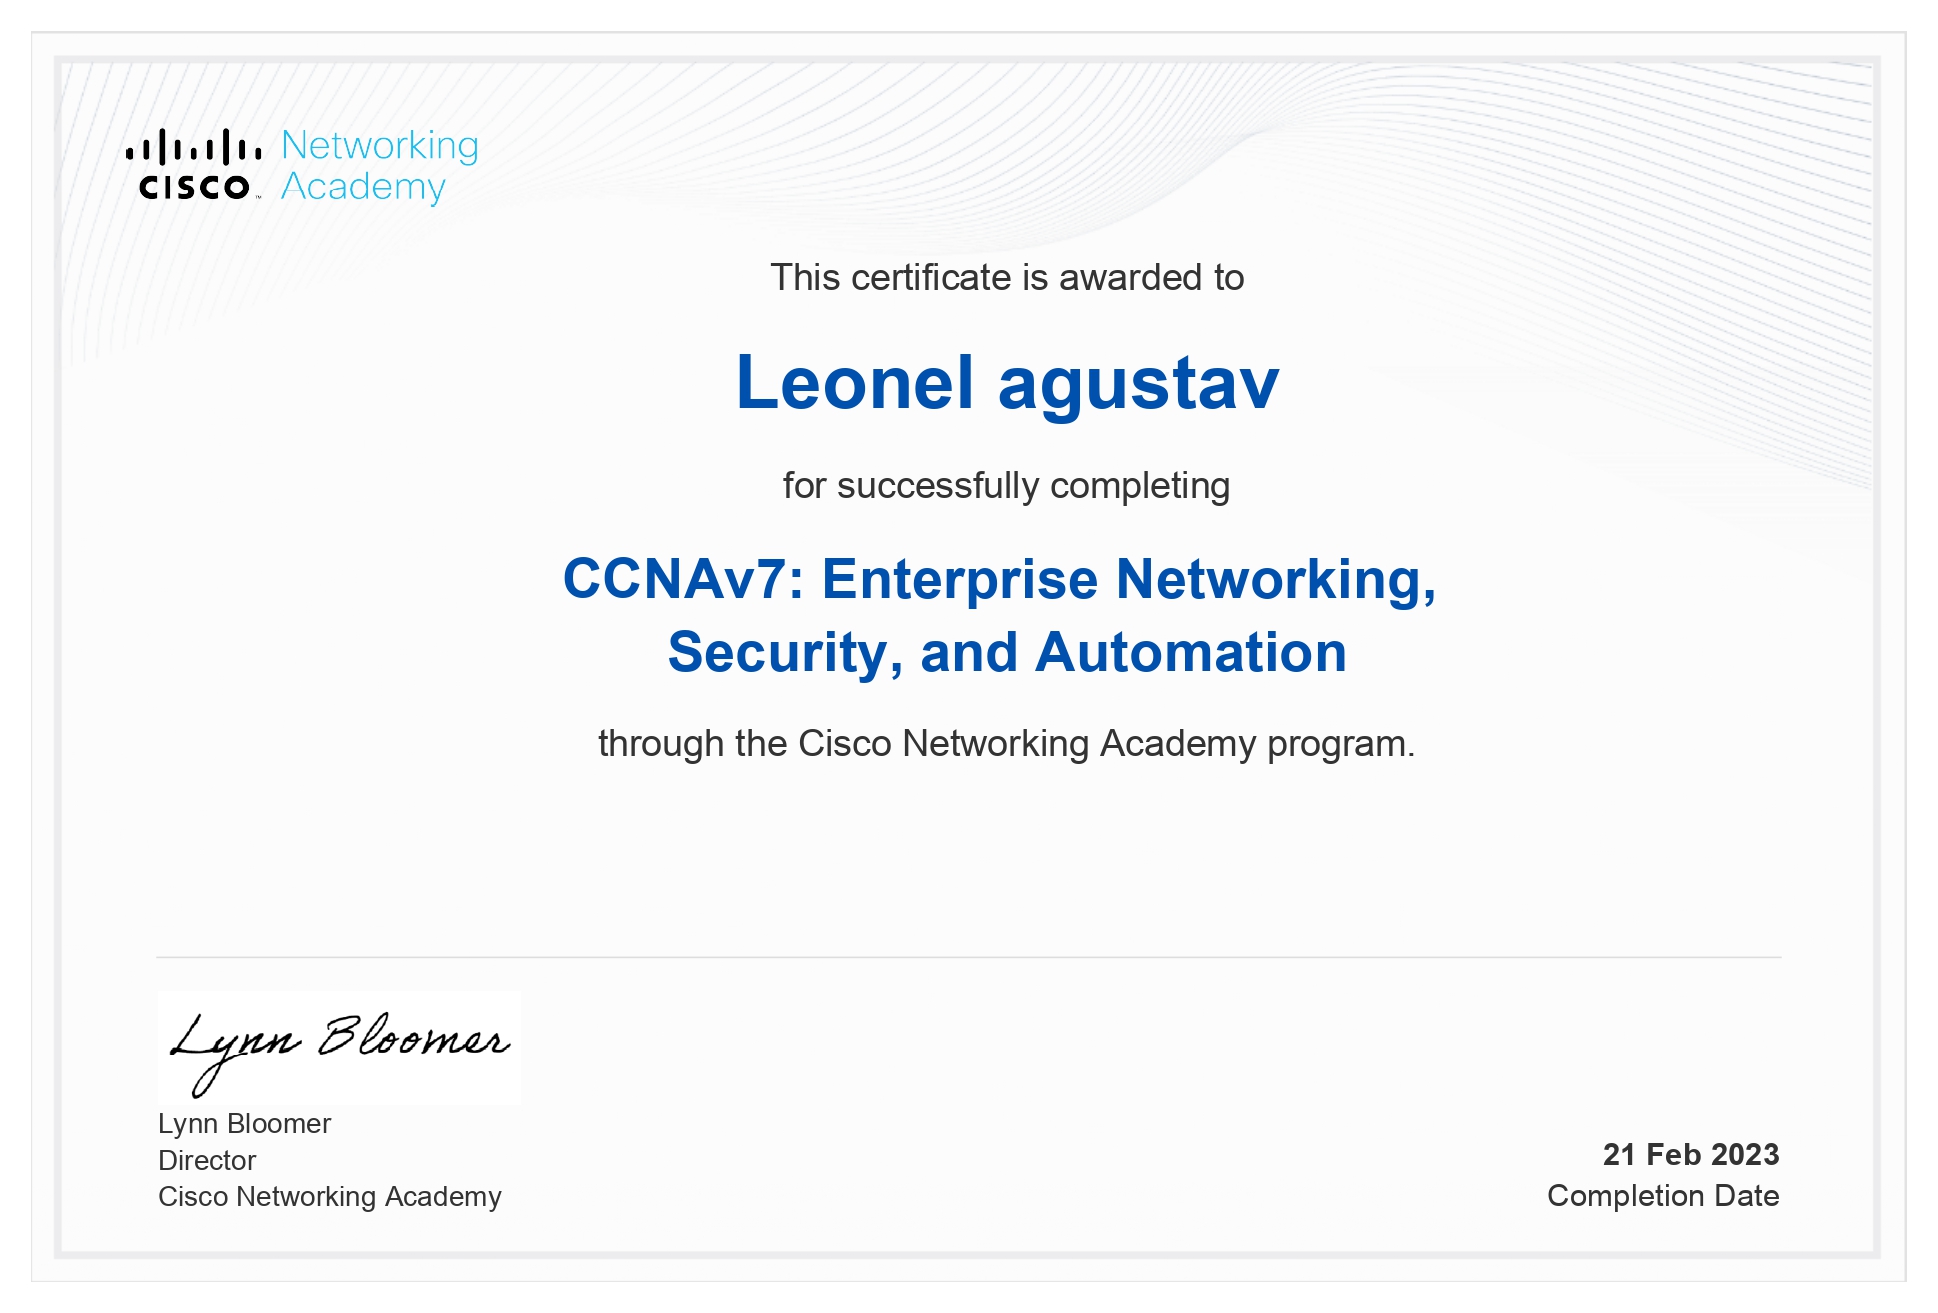 Networking
CISCO™ Academy
This certificate is awarded to
Leonel agustav
for successfully completing
CCNAv7: Enterprise Networking,
Security, and Automation
through the Cisco Networking Academy program.
Lynn Bloomer
Lynn Bloomer
Director
Cisco Networking Academy
21 Feb 2023
Completion Date